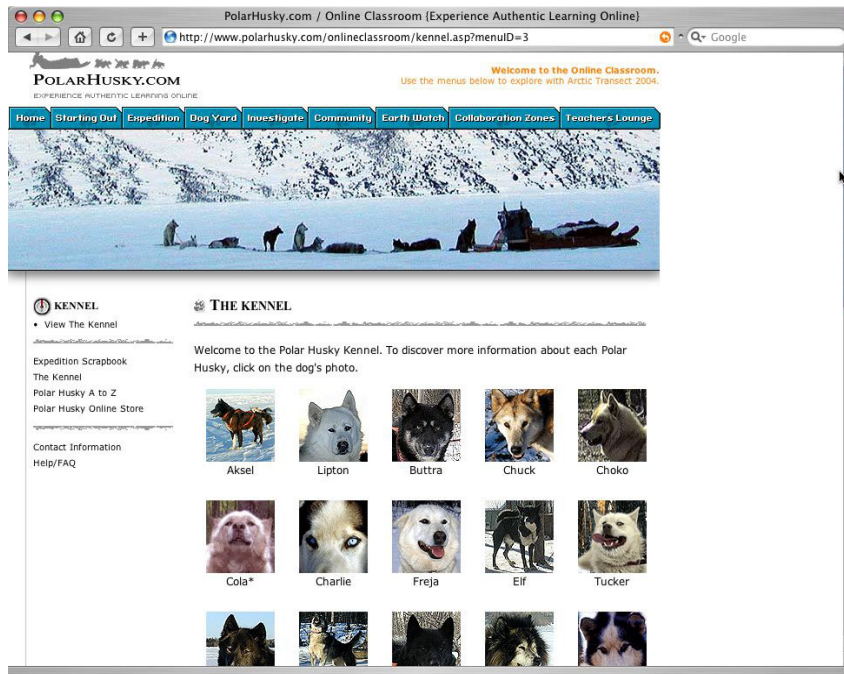 PolarHusky.com / Online Classroom {Experience Authentic Learning Online}
http://www.polarhusky.com/onlineclassroom/kennel.asp?menuID=3
Google
POLARHUSKY.COM
EXPERIENCE AUTHENTIC LEARNING ONLINE
Welcome to the Online Classroom.
Use the menus below to explore with Arctic Transect 2004.
Home Starting Out Expedition Dog Yard Investigate Community Earth Watch Collaboration Zones Teachers Lounge
KENNEL
• View The Kennel
Expedition Scrapbook
The Kennel
Polar Husky A to Z
Polar Husky Online Store
Contact Information
Help/FAQ
THE KENNEL
Welcome to the Polar Husky Kennel. To discover more information about each Polar
Husky, click on the dog's photo.
Aksel Lipton Buttra Chuck Choko
Cola* Charlie Freja Elf Tucker